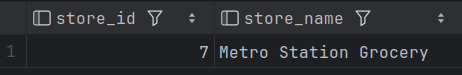 store_id store_name
1 7 Metro Station Grocery